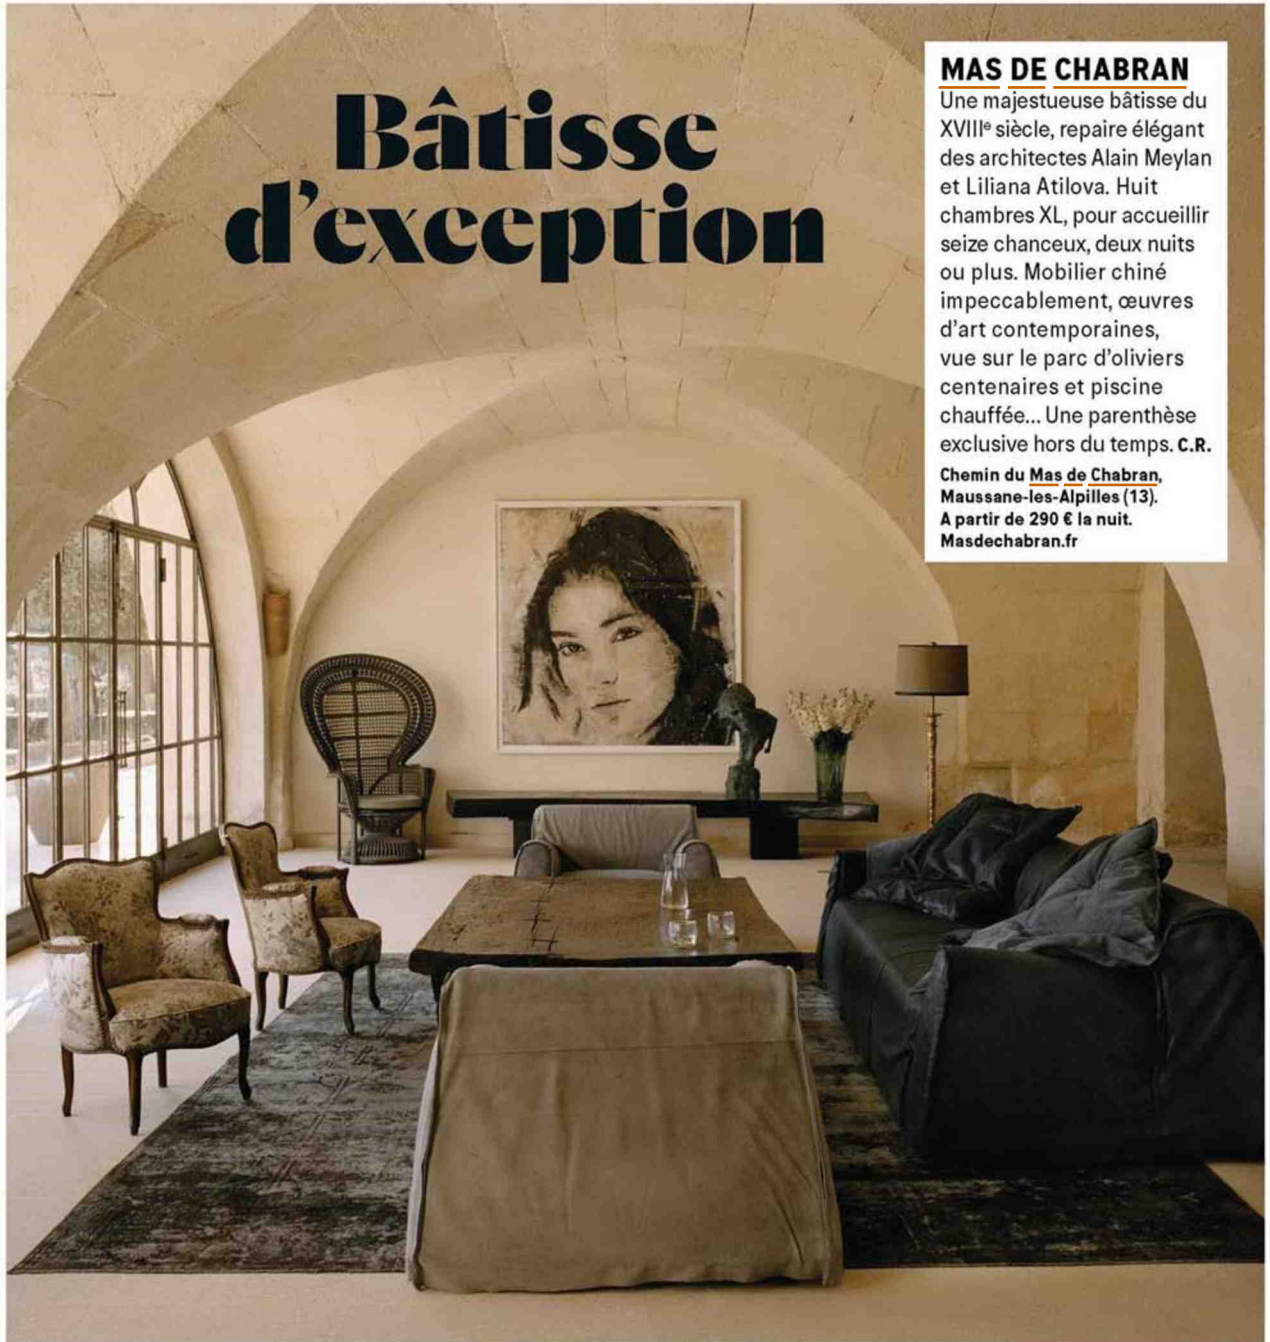 Bâtisse
d’exception
MAS DE CHABRAN
Une majestueuse bâtisse du
XVIIIᵉ siècle, repaire élégant
des architectes Alain Meylan
et Liliana Atilova. Huit
chambres XL, pour accueillir
seize chanceux, deux nuits
ou plus. Mobilier chiné
impeccablement, œuvres
d’art contemporaines,
vue sur le parc d’oliviers
centenaires et piscine
chauffée... Une parenthèse
exclusive hors du temps. C.R.
Chemin du Mas de Chabran,
Maussane-les-Alpilles (13).
A partir de 290 € la nuit.
Masdechabran.fr